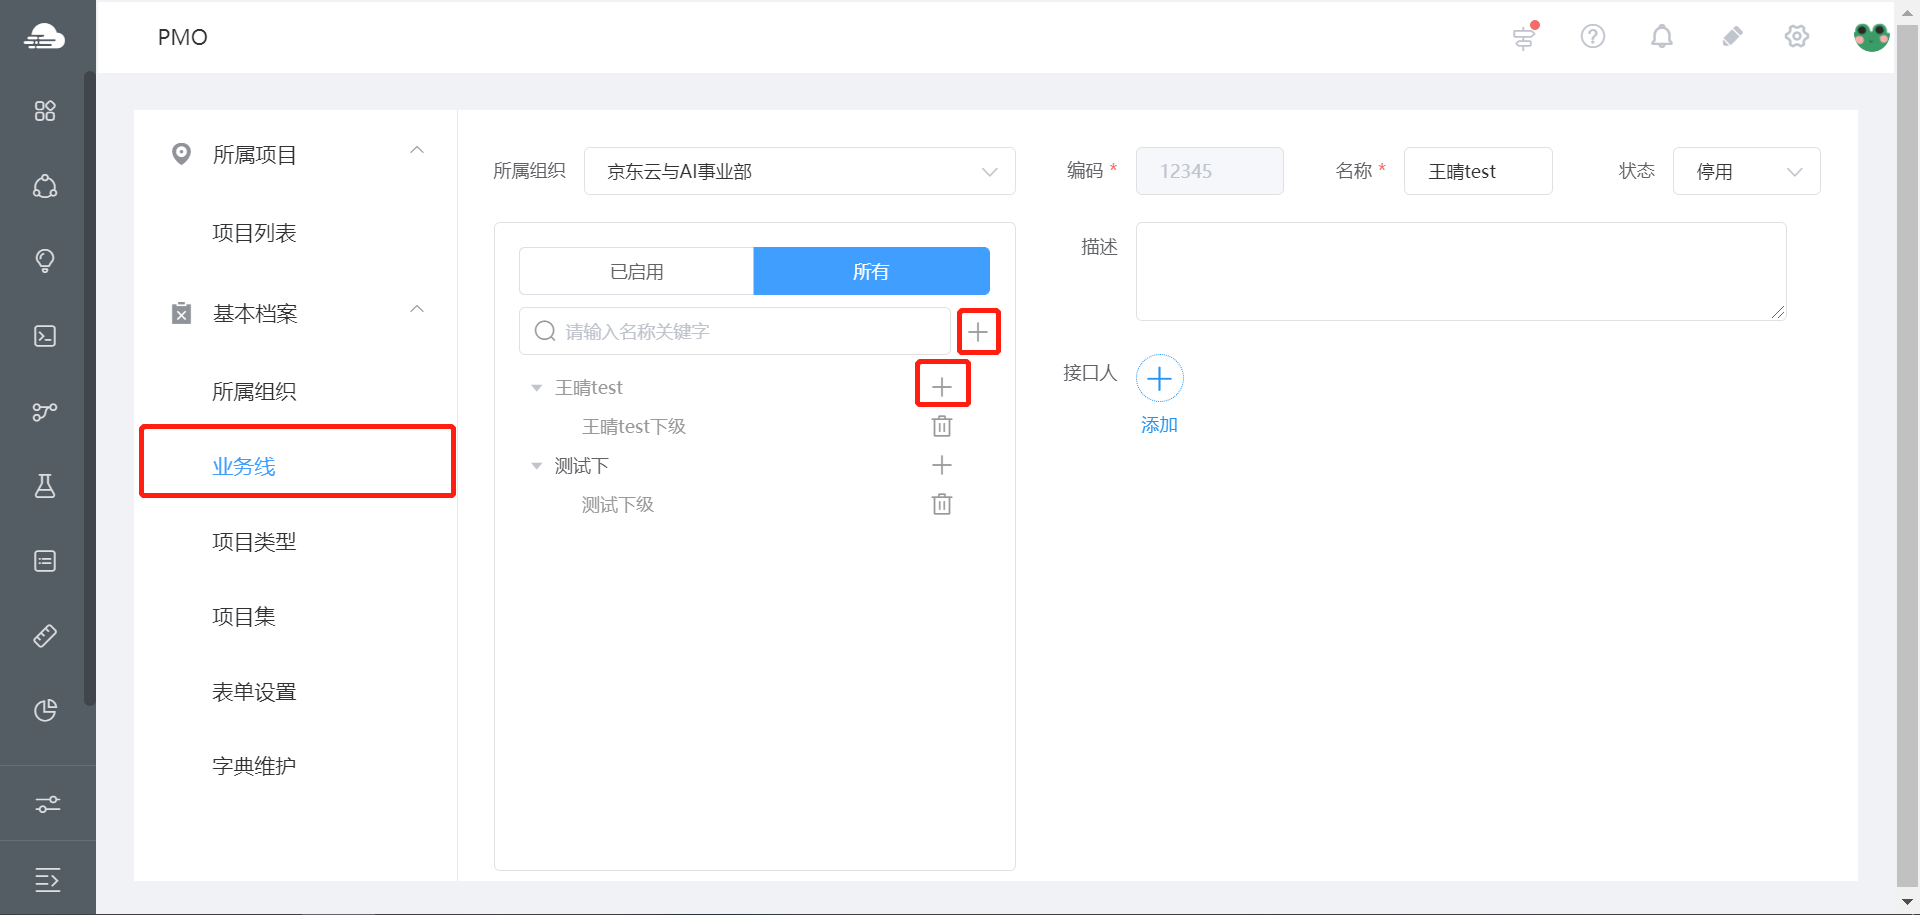 PMO
所属项目
项目列表
基本档案
所属组织
业务线
项目类型
项目集
表单设置
字典维护
所属组织 京东云与AI事业部
已启用 所有
请输入名称关键字
王晴test
王晴test下级
测试下
测试下级
编码 * 12345 名称 * 王晴test 状态 停用
描述
接口人
添加